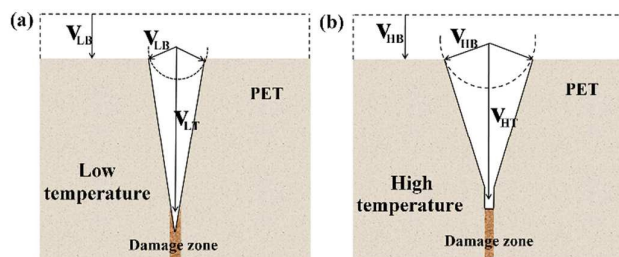 (a)
V_LB
V_LB
PET
V_LT
Low
temperature
Damage zone
(b)
V_HB
V_HB
PET
V_HT
High
temperature
Damage zone